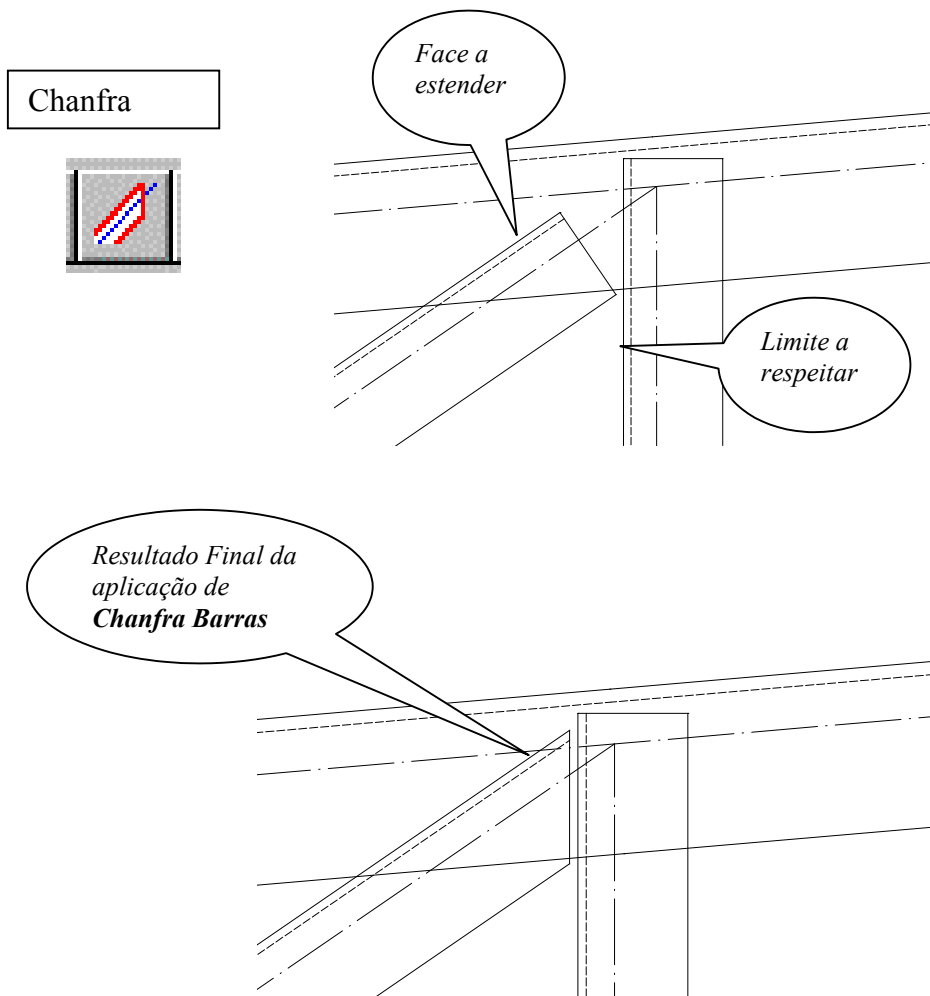 Face a
estender
Chanfra
Limite a
respeitar
Resultado Final da
aplicação de
Chanfra Barras